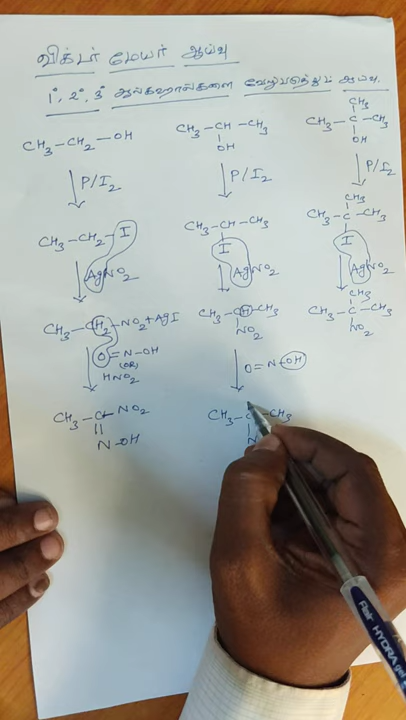 விக்டர் மேயர் ஆய்வு
1°, 2°, 3° ஆல்கஹால்களை வேறுபடுத்தும் ஆய்வு.
CH3-CH2-OH
CH3-CH-CH3
OH
CH3
CH3-C-CH3
OH
P/I2
P/I2
P/I2
CH3-CH2-I
CH3-CH-CH3
I
CH3
CH3-C-CH3
I
AgNO2
AgNO2
AgNO2
CH3-CH2-NO2+AgI
CH3-CH-CH3
NO2
CH3
CH3-C-CH3
NO2
O=N-OH
(OR)
HNO2
O=N-OH
CH3-C-NO2
N-OH
CH3-C-CH3
N
Flair HYDRA gel